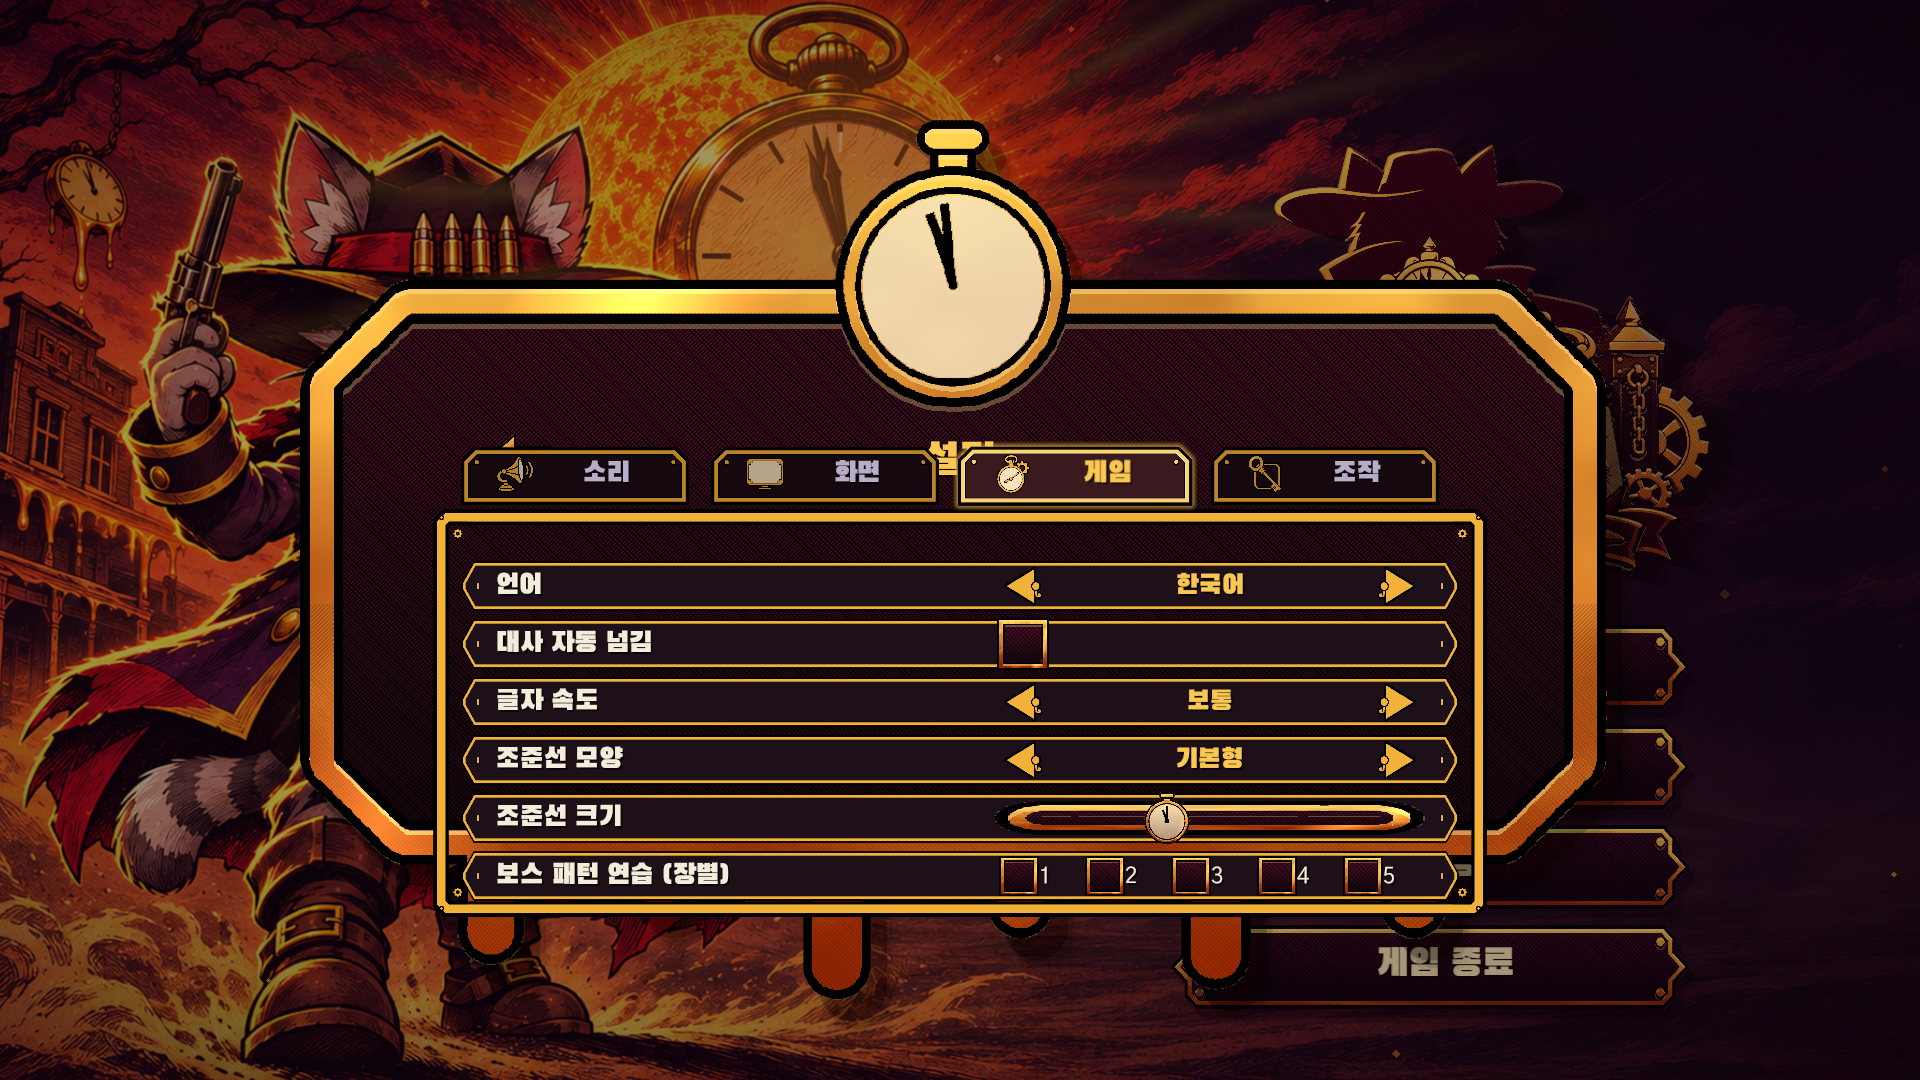 소리
화면
게임
조작
언어
한국어
대사 자동 넘김
글자 속도
보통
조준선 모양
기본형
조준선 크기
보스 패턴 연습 (장별)
1 2 3 4 5
게임 종료